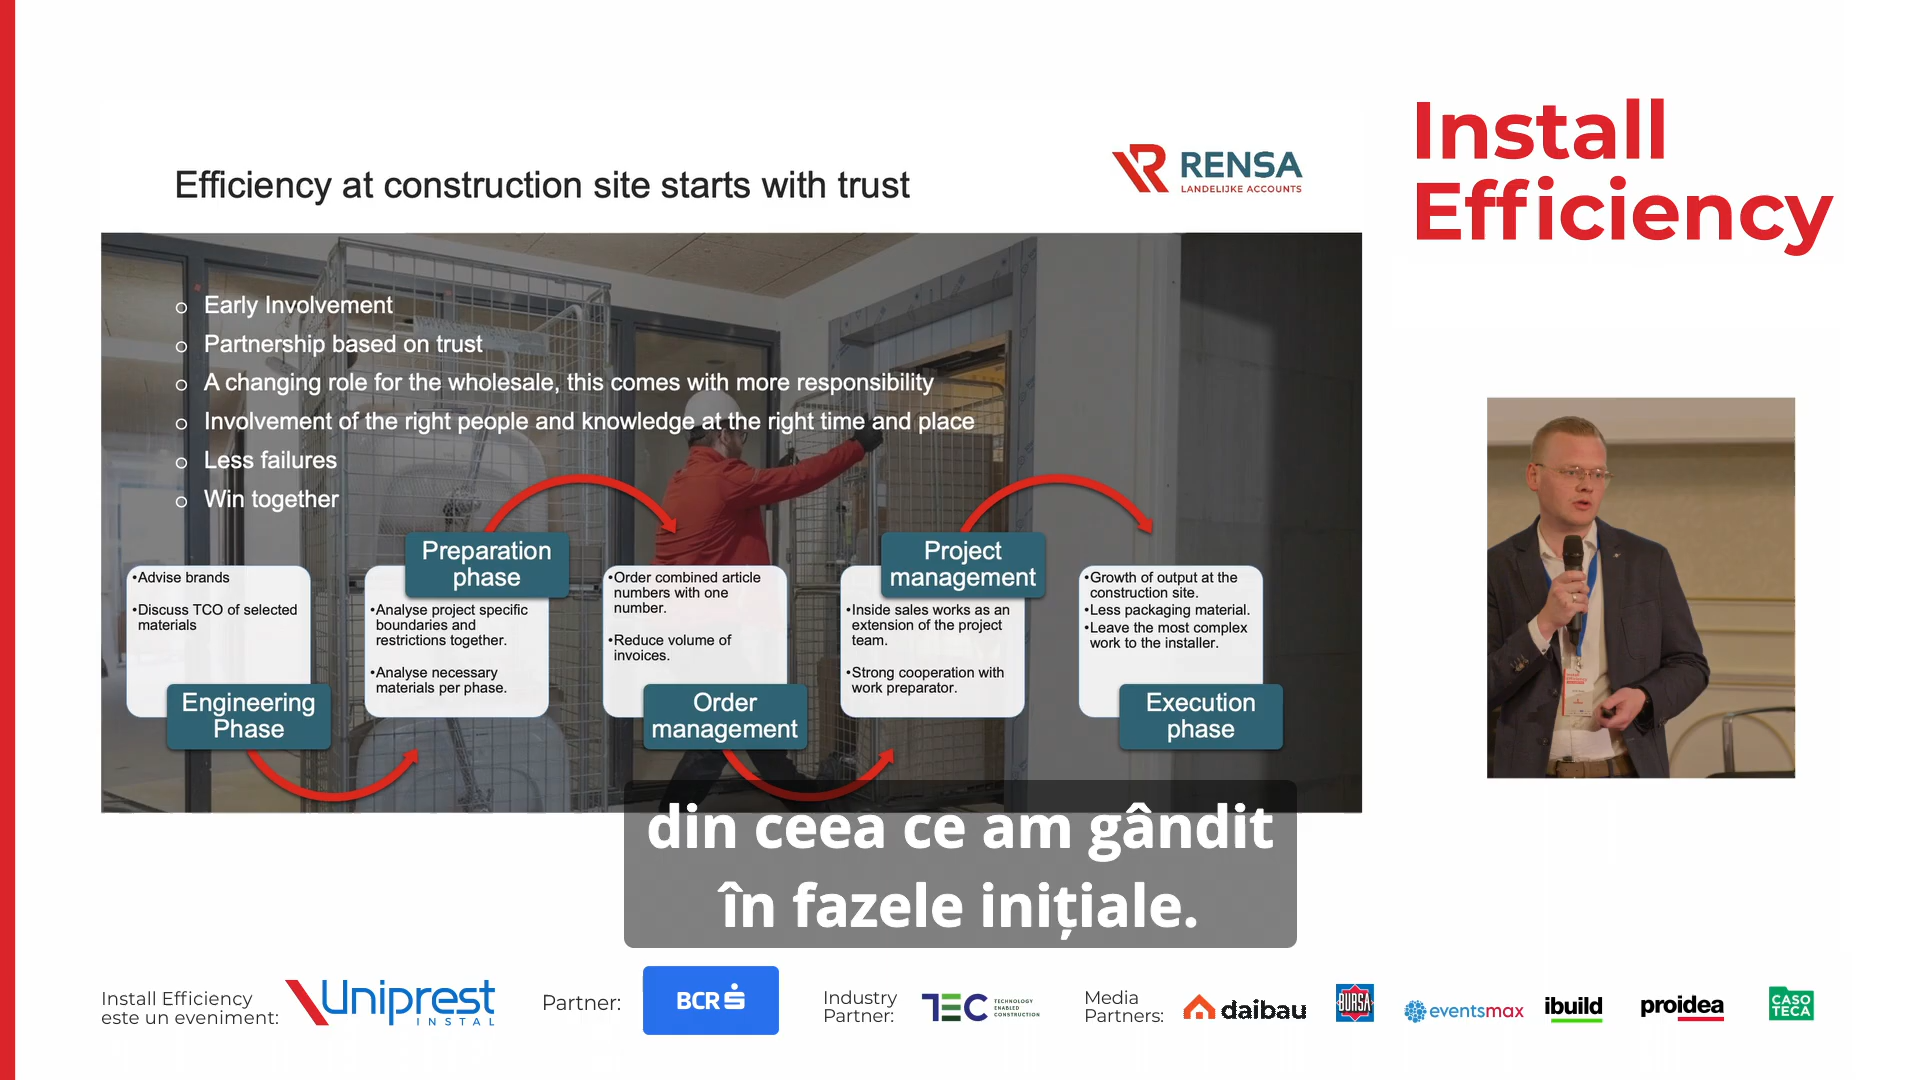 Install
Efficiency
Efficiency at construction site starts with trust
RENSA
LANDELIJKE ACCOUNTS
o Early Involvement
o Partnership based on trust
o A changing role for the wholesale, this comes with more responsibility
o Involvement of the right people and knowledge at the right time and place
o Less failures
o Win together
•Advise brands
•Discuss TCO of selected
materials
Engineering
Phase
Preparation
phase
•Analyse project specific
boundaries and
restrictions together.
•Analyse necessary
materials per phase.
•Order combined article
numbers with one
number.
•Reduce volume of
invoices.
Order
management
Project
management
•Inside sales works as an
extension of the project
team.
•Strong cooperation with
work preparator.
•Growth of output at the
construction site.
•Less packaging material.
•Leave the most complex
work to the installer.
Execution
phase
din ceea ce am gândit
în fazele inițiale.
Install Efficiency
este un eveniment:
Uniprest
INSTAL
Partner:
BCR
Industry
Partner:
TEC
TECHNOLOGY
ENABLED
CONSTRUCTION
Media
Partners:
daibau
BURSA
eventsmax
ibuild
proidea
CASO
TECA